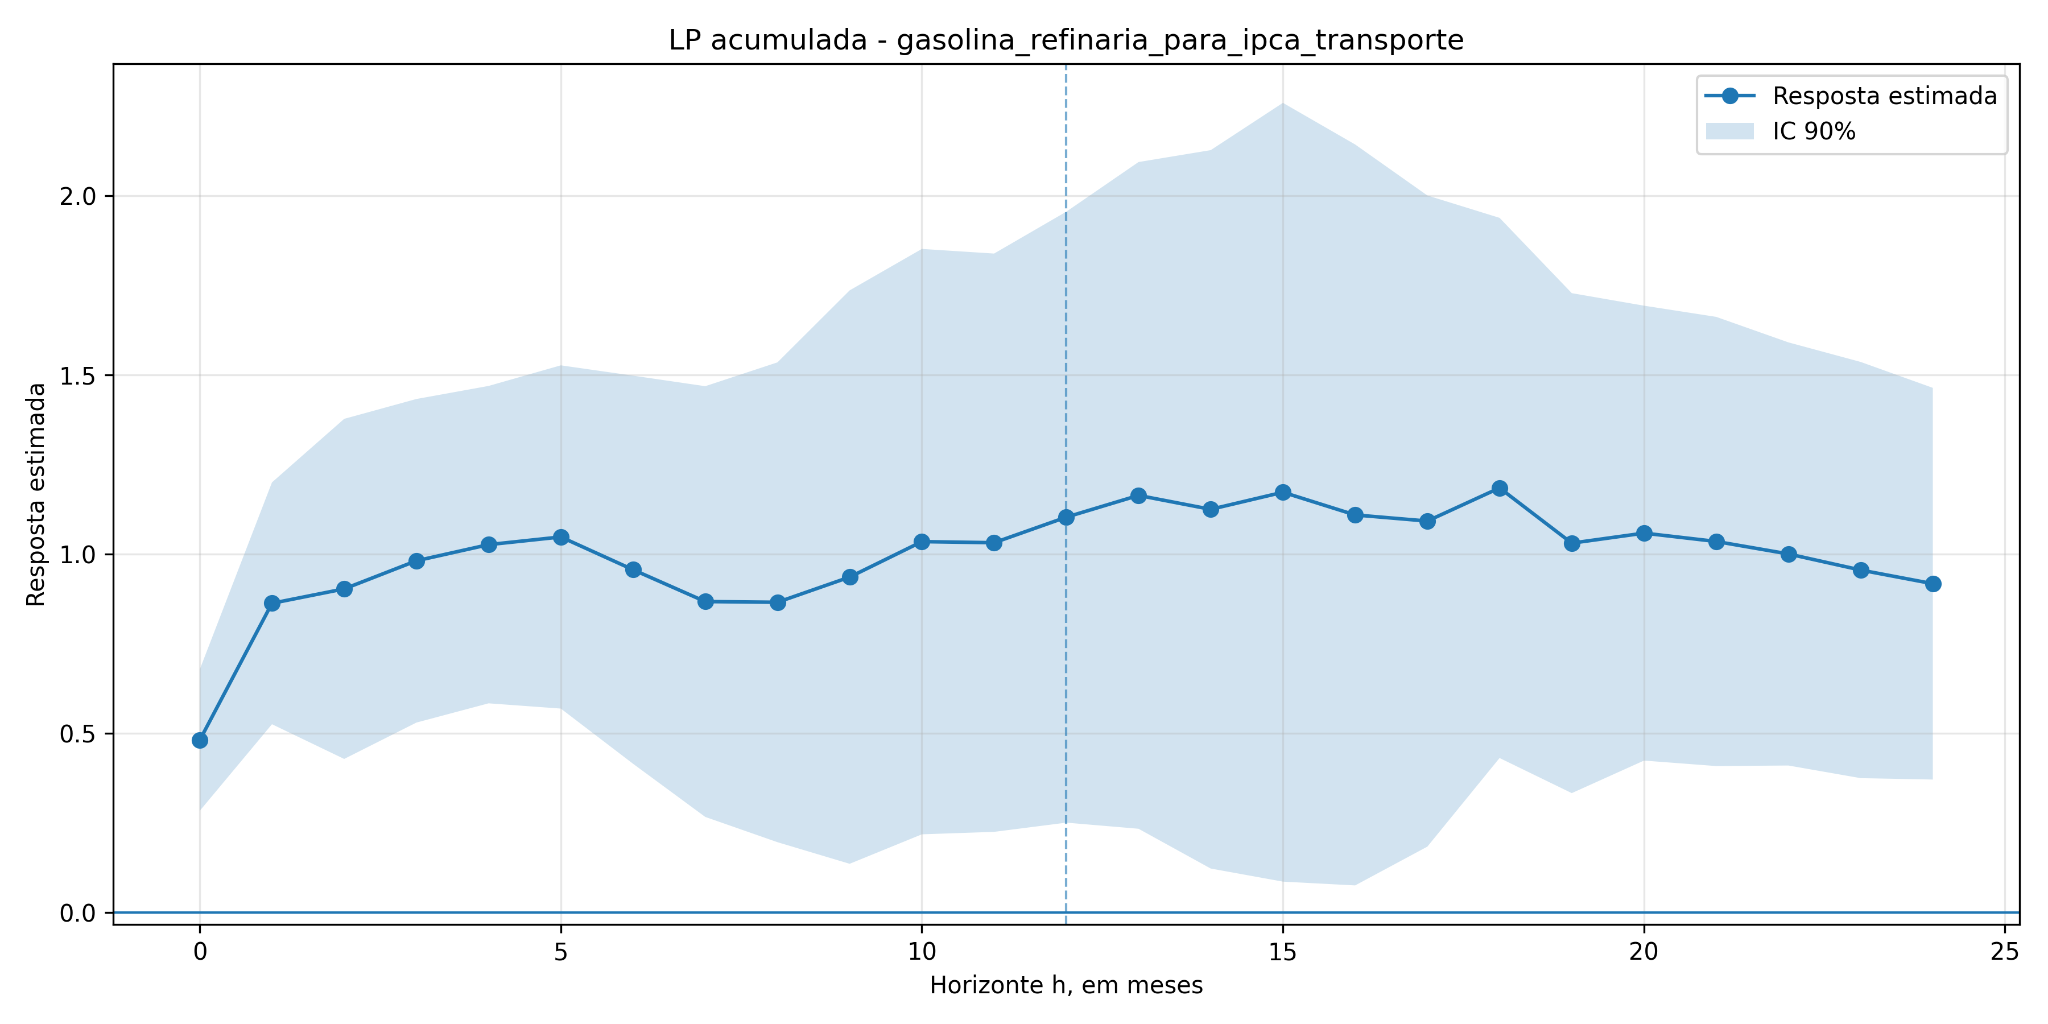 LP acumulada - gasolina_refinaria_para_ipca_transporte
Resposta estimada
IC 90%
Resposta estimada
2.0
1.5
1.0
0.5
0.0
0 5 10 15 20 25
Horizonte h, em meses